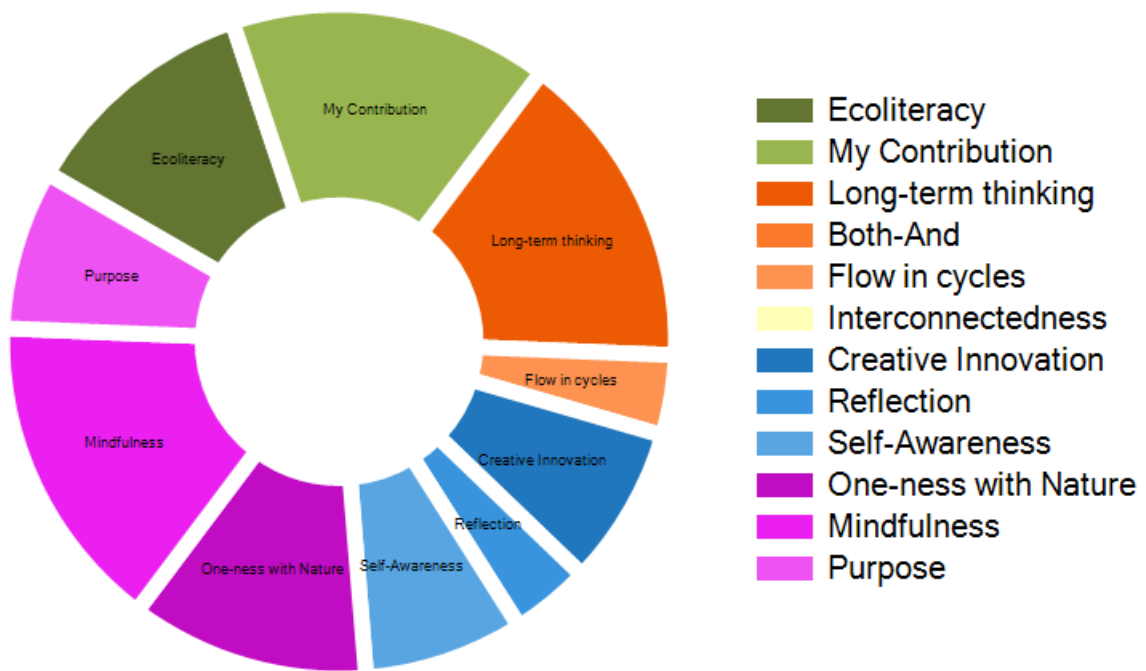 My Contribution
Ecoliteracy
Long-term thinking
Purpose
Flow in cycles
Mindfulness
Creative Innovation
Reflection
Self-Awareness
One-ness with Nature
Ecoliteracy
My Contribution
Long-term thinking
Both-And
Flow in cycles
Interconnectedness
Creative Innovation
Reflection
Self-Awareness
One-ness with Nature
Mindfulness
Purpose